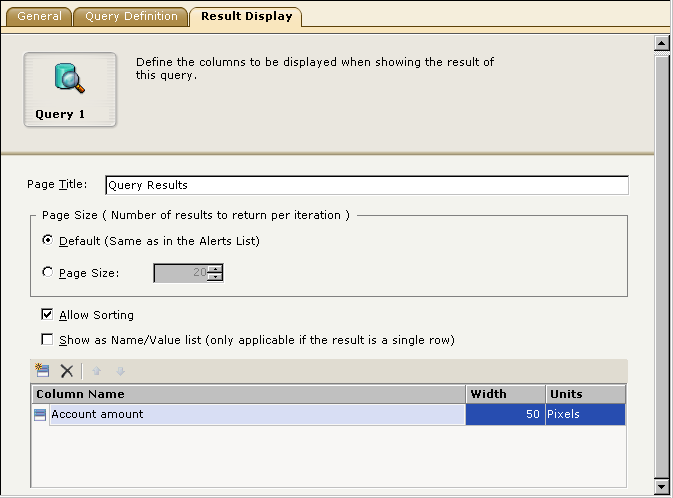 General Query Definition Result Display
Define the columns to be displayed when showing the result of
this query.
Query 1
Page Title: Query Results
Page Size ( Number of results to return per iteration )
Default (Same as in the Alerts List)
Page Size: 20
Allow Sorting
Show as Name/Value list (only applicable if the result is a single row)
Column Name Width Units
Account amount 50 Pixels